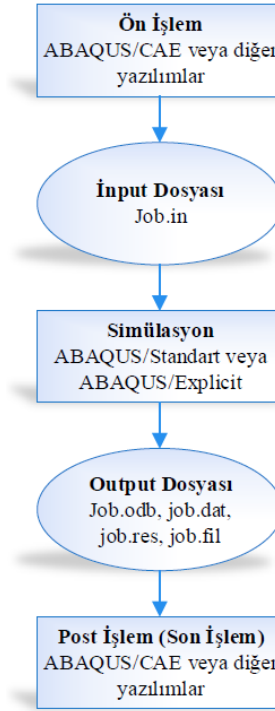 Ön İşlem
ABAQUS/CAE veya diğer
yazılımlar
İnput Dosyası
Job.in
Simülasyon
ABAQUS/Standart veya
ABAQUS/Explicit
Output Dosyası
Job.odb, job.dat,
job.res, job.fil
Post İşlem (Son İşlem)
ABAQUS/CAE veya diğer
yazılımlar